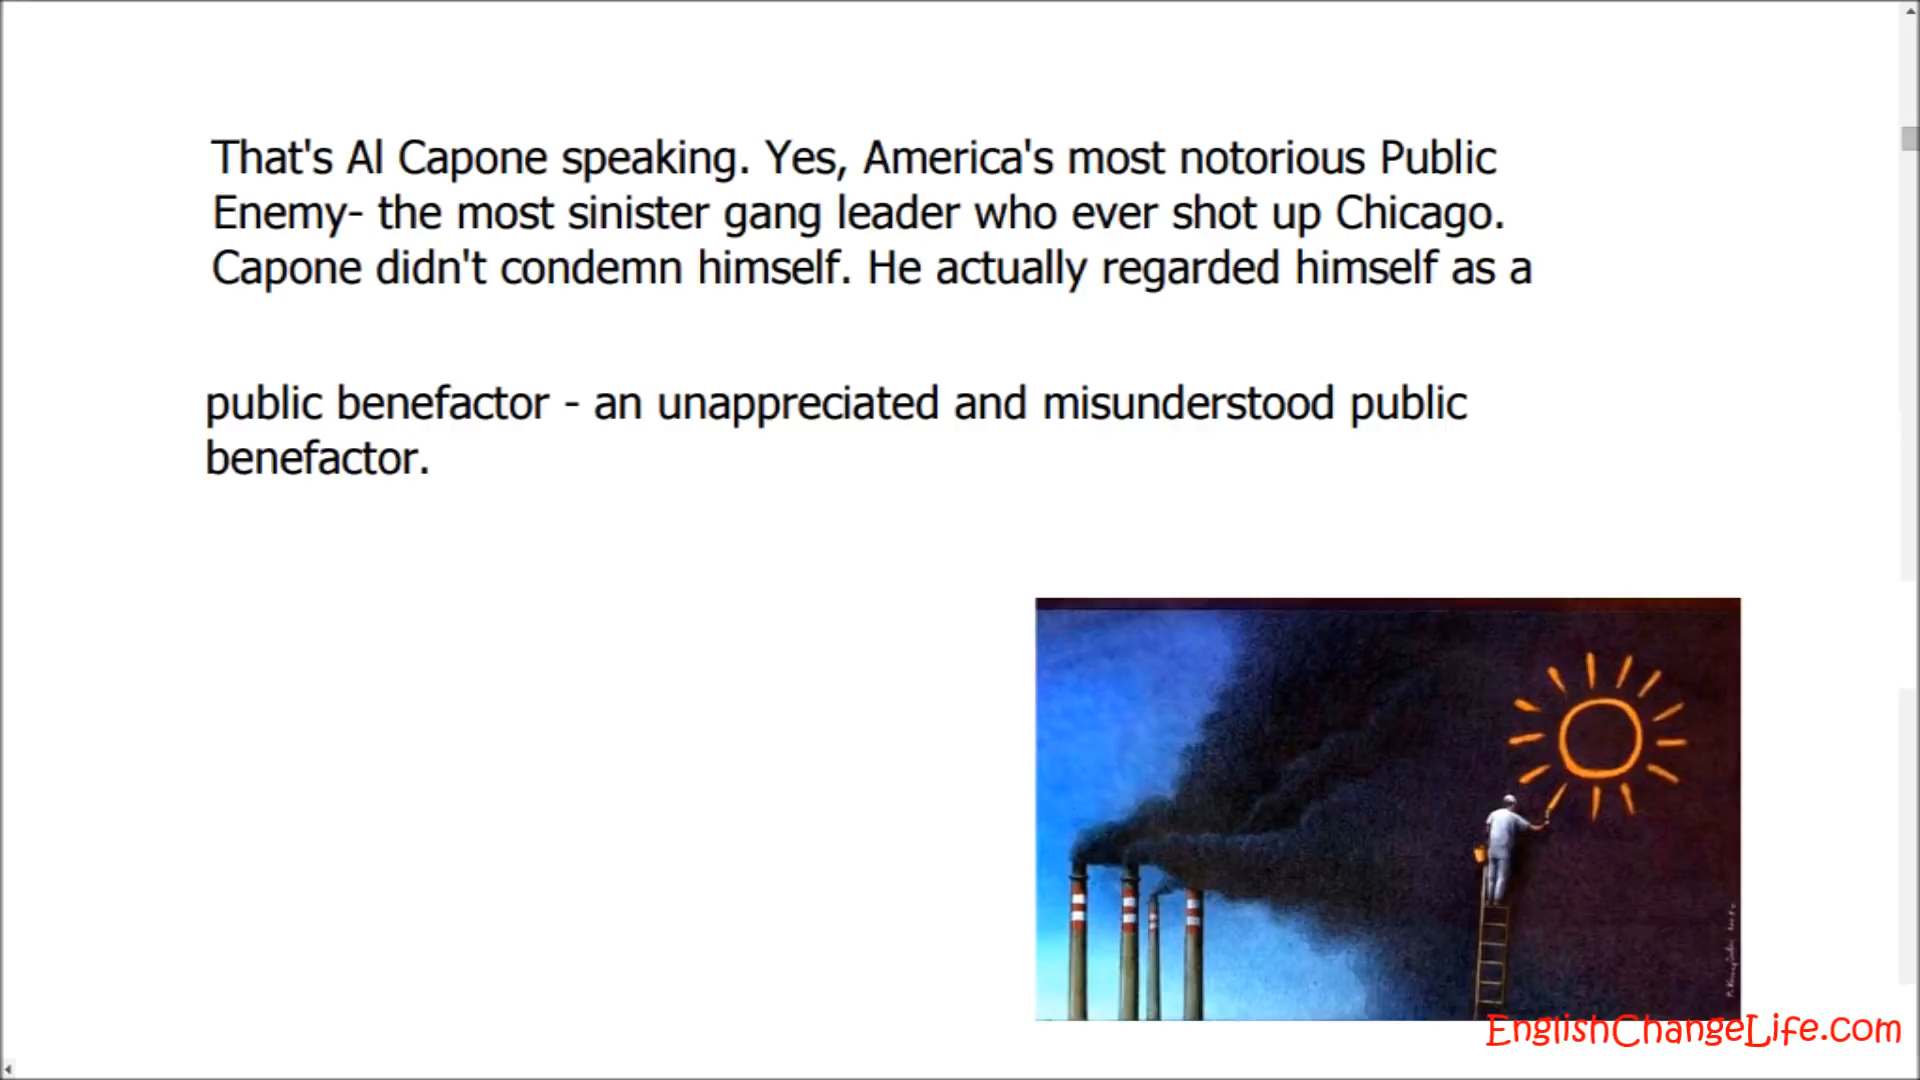 That's Al Capone speaking. Yes, America's most notorious Public
Enemy- the most sinister gang leader who ever shot up Chicago.
Capone didn't condemn himself. He actually regarded himself as a
public benefactor - an unappreciated and misunderstood public
benefactor.
EnglishChangeLife.com